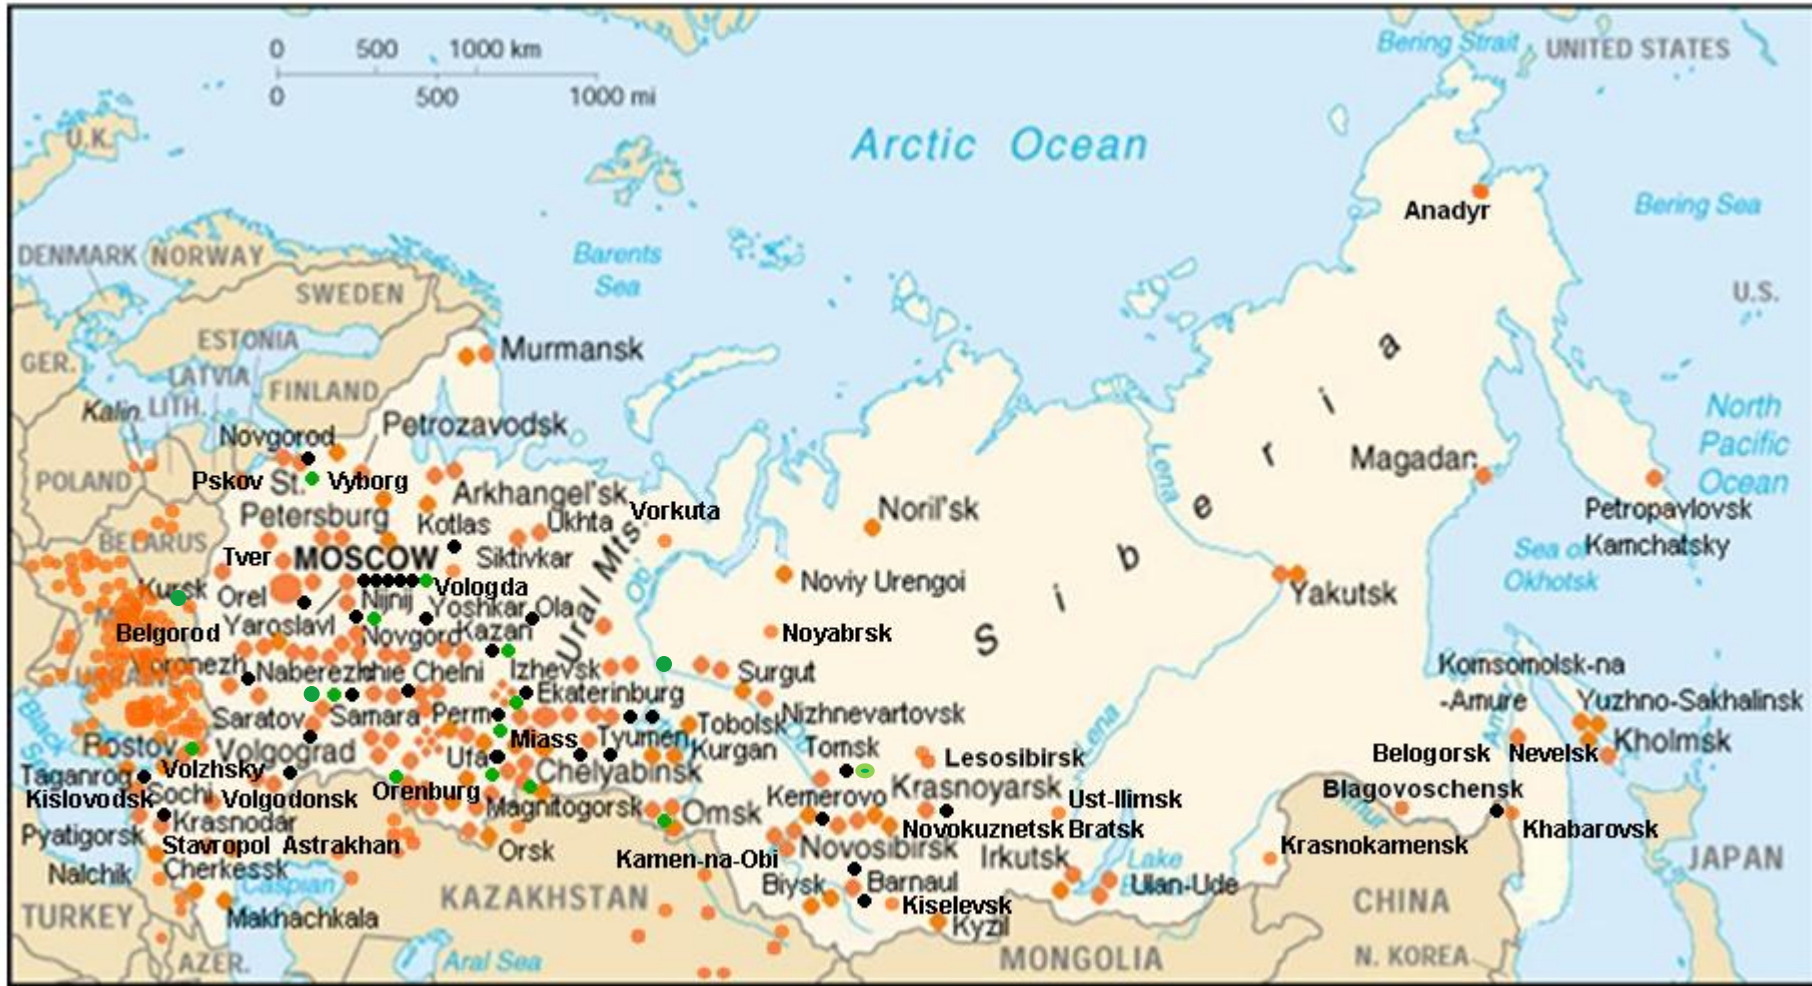 0 500 1000 km
0 500 1000 mi
Bering Strait
UNITED STATES
Arctic Ocean
U.K.
Anadyr
Bering Sea
DENMARK
NORWAY
Barents
Sea
SWEDEN
U.S.
ESTONIA
GER.
LATVIA
FINLAND
Murmansk
Kalin.
LITH.
Petrozavodsk
Novgorod
North
Pacific
Ocean
POLAND
Pskov
St.
Petersburg
Vyborg
Arkhangel'sk
Vorkuta
Kotlas
Ukhta
Noril'sk
Lena
Magadan
Petropavlovsk
Kamchatsky
Sea of
Okhotsk
BELARUS
Tver
MOSCOW
Siktivkar
Ural Mts.
Ob
Noviy Urengoi
Yakutsk
Siberia
Kursk
Orel
Vologda
Nijnij
Novgord
Yoshkar Ola
Belgorod
Yaroslavl
Kazan
Noyabrsk
Naberezhnie Chelni
Izhevsk
Surgut
Komsomolsk-na
-Amure
UKRAINE
Ekaterinburg
Nizhnevartovsk
Yuzhno-Sakhalinsk
Saratov
Samara
Perm
Tobolsk
Black
Rostov
Volgograd
Ufa
Miass
Tyumen
Kurgan
Tomsk
Lesosibirsk
Lena
Belogorsk
Nevelsk
Kholmsk
Taganrog
Volzhsky
Chelyabinsk
Krasnoyarsk
Blagovoschensk
Kislovodsk
Sochi
Volgodonsk
Orenburg
Magnitogorsk
Omsk
Kemerovo
Ust-Ilimsk
Amur
Pyatigorsk
Krasnodar
Novokuznetsk
Bratsk
Khabarovsk
Stavropol
Astrakhan
Orsk
Kamen-na-Obi
Novosibirsk
Irkutsk
Lake
Krasnokamensk
JAPAN
Nalchik
Cherkessk
Caspian
KAZAKHSTAN
Biysk
Barnaul
Ulan-Ude
Kiselevsk
CHINA
TURKEY
Makhachkala
Kyzil
AZER.
Aral Sea
MONGOLIA
N. KOREA